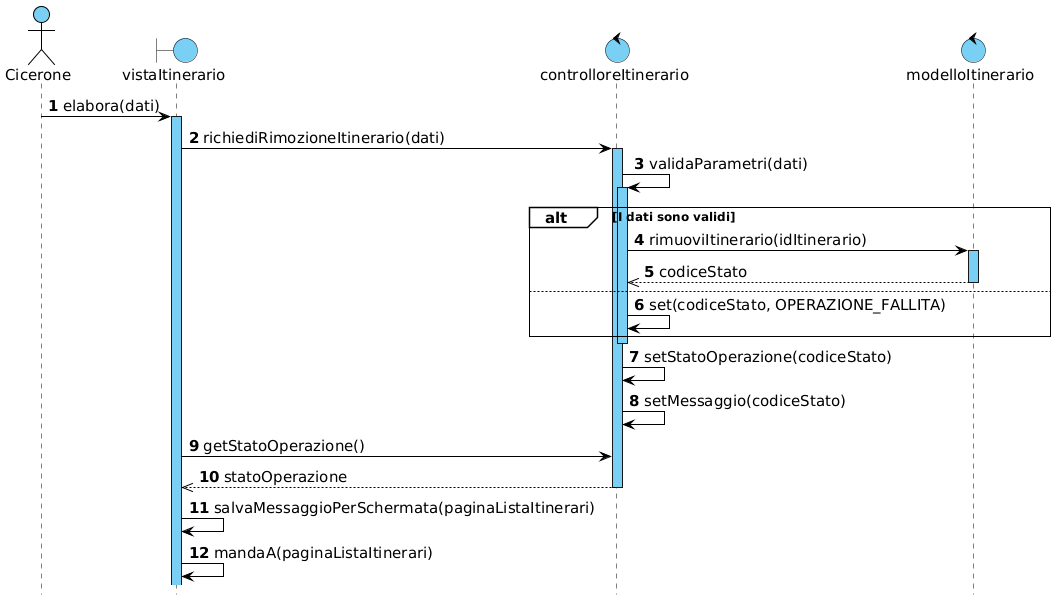 Cicerone
vistaItinerario
controlloreItinerario
modelloItinerario
1 elabora(dati)
2 richiediRimozioneItinerario(dati)
3 validaParametri(dati)
alt [I dati sono validi]
4 rimuoviItinerario(idItinerario)
5 codiceStato
6 set(codiceStato, OPERAZIONE_FALLITA)
7 setStatoOperazione(codiceStato)
8 setMessaggio(codiceStato)
9 getStatoOperazione()
10 statoOperazione
11 salvaMessaggioPerSchermata(paginaListaItinerari)
12 mandaA(paginaListaItinerari)